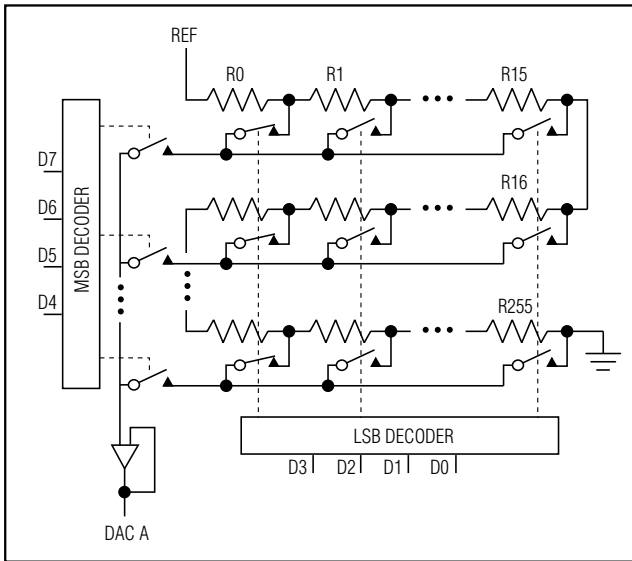 REF
R0
R1
R15
D7
D6
D5
D4
MSB DECODER
R16
R255
LSB DECODER
D3
D2
D1
D0
DAC A